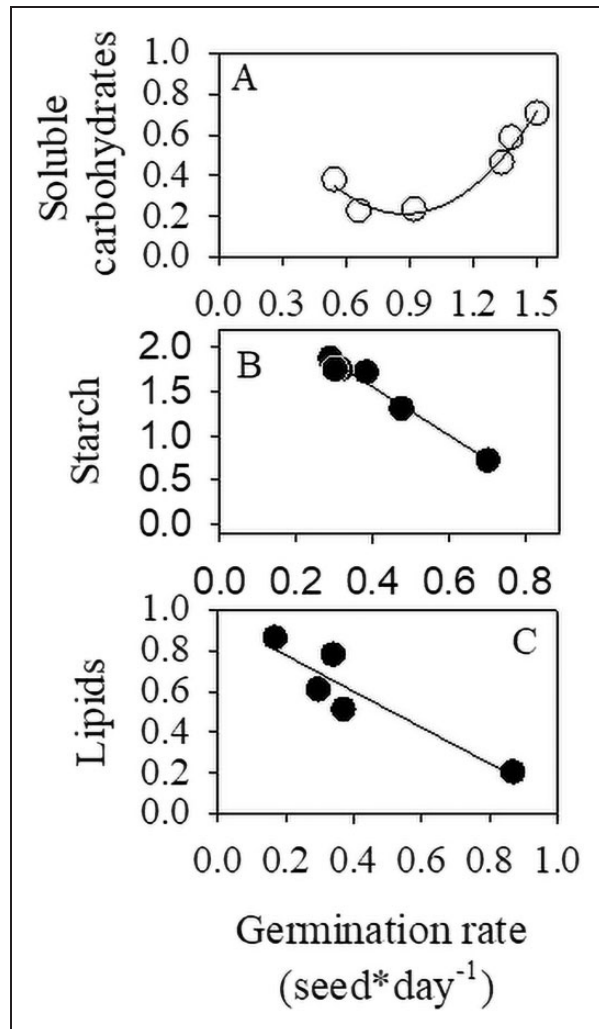 Soluble
carbohydrates
1.0
0.8
0.6
0.4
0.2
0.0
A
0.0 0.3 0.6 0.9 1.2 1.5
Starch
2.0
1.5
1.0
0.5
0.0
B
0.0 0.2 0.4 0.6 0.8
Lipids
1.0
0.8
0.6
0.4
0.2
0.0
C
0.0 0.2 0.4 0.6 0.8 1.0
Germination rate
(seed*day⁻¹)